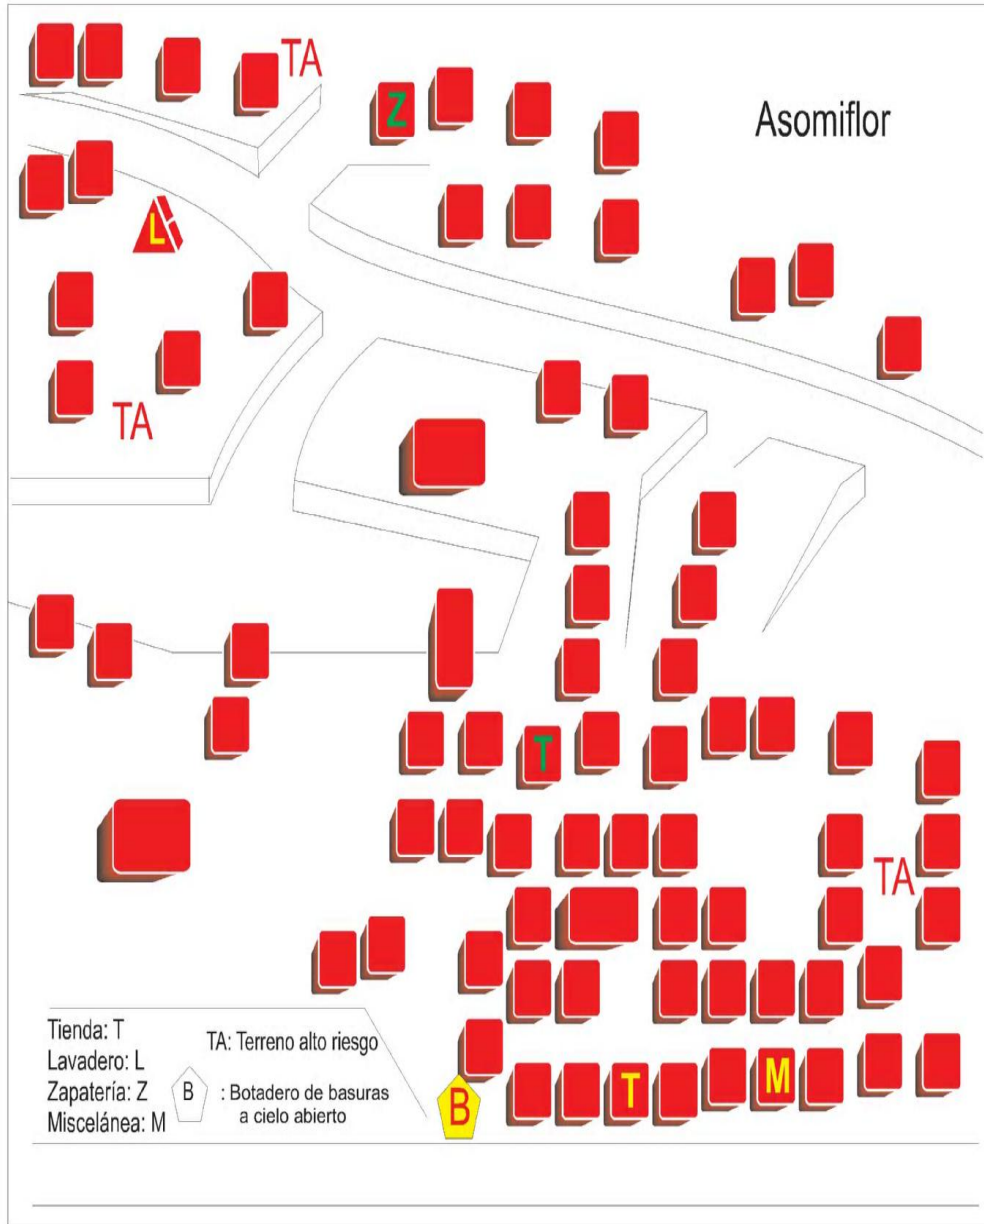 TA
Z
Asomiflor
L
TA
T
TA
Tienda: T
Lavadero: L
Zapatería: Z
Miscelánea: M
TA: Terreno alto riesgo
B : Botadero de basuras
a cielo abierto
B
T
M